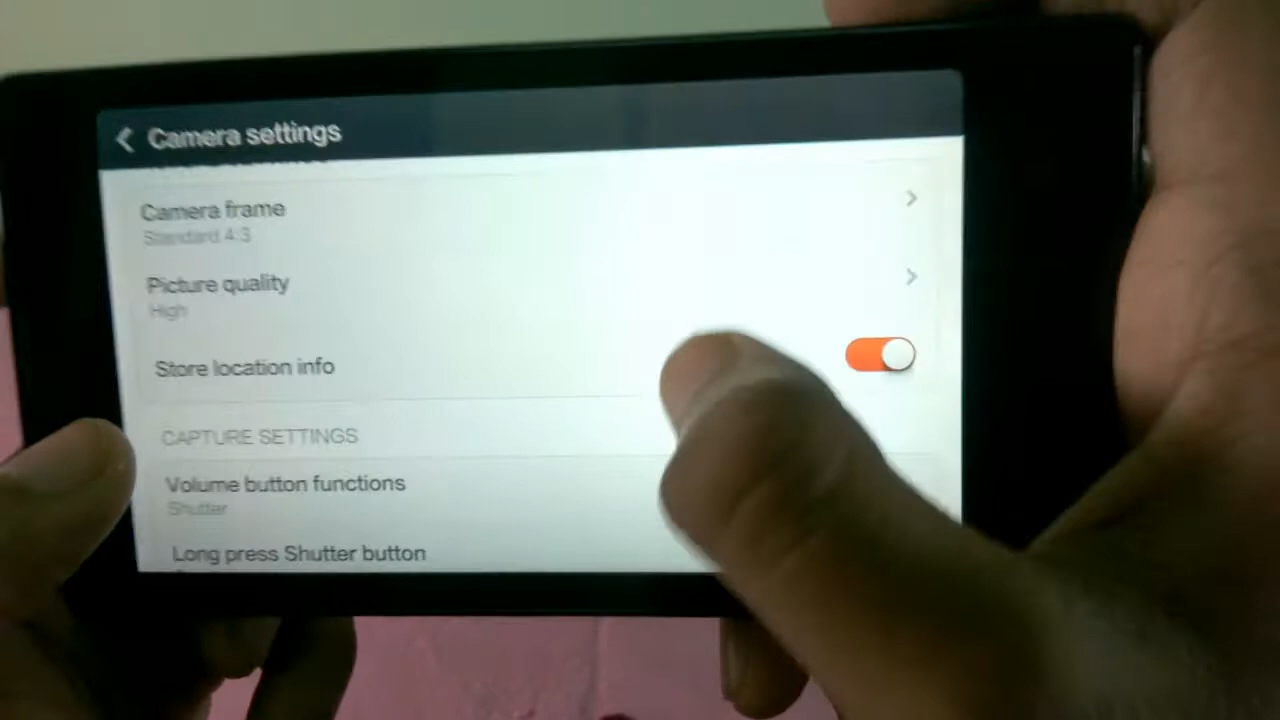 Camera settings
Camera frame
Standard 4:3
Picture quality
High
Store location info
CAPTURE SETTINGS
Volume button functions
Shutter
Long press Shutter button